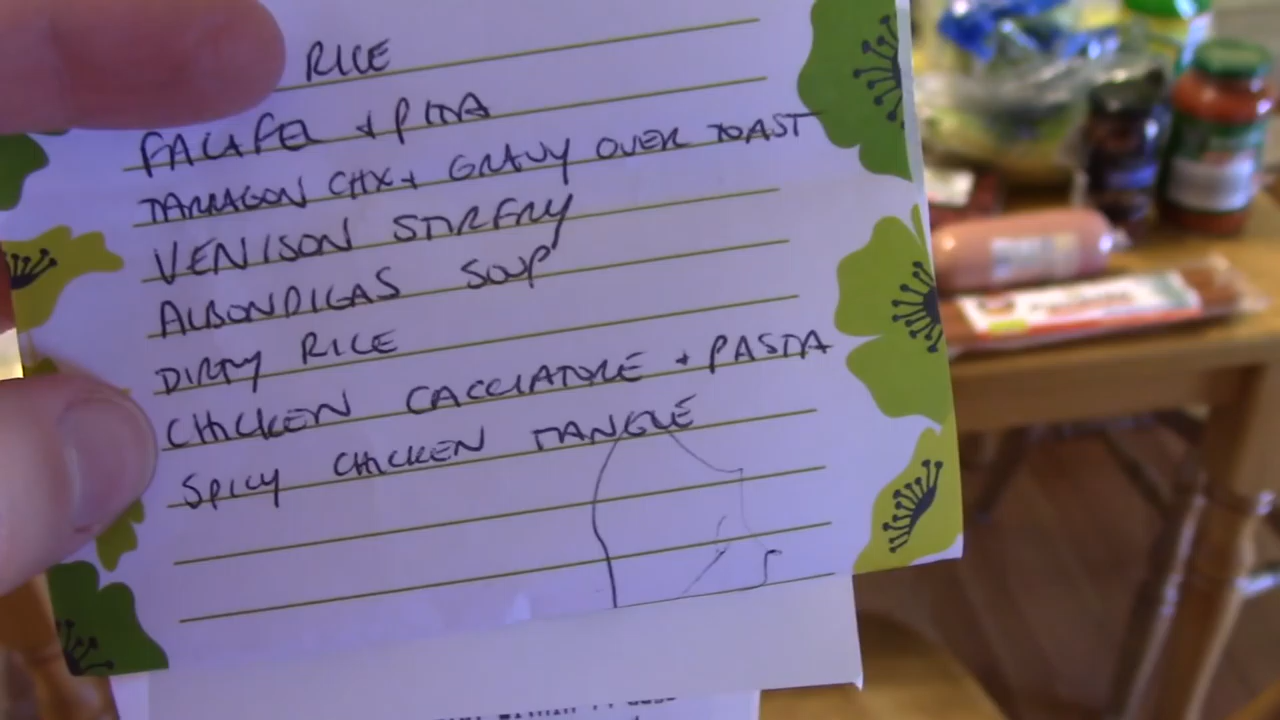 RICE
FALAFEL + PITA
TARRAGON CHX + GRAVY OVER TOAST
VENISON STIRFRY
ALBONDIGAS SOUP
DIRTY RICE
CHICKEN CACCIATORE + PASTA
SPICY CHICKEN TANGLE